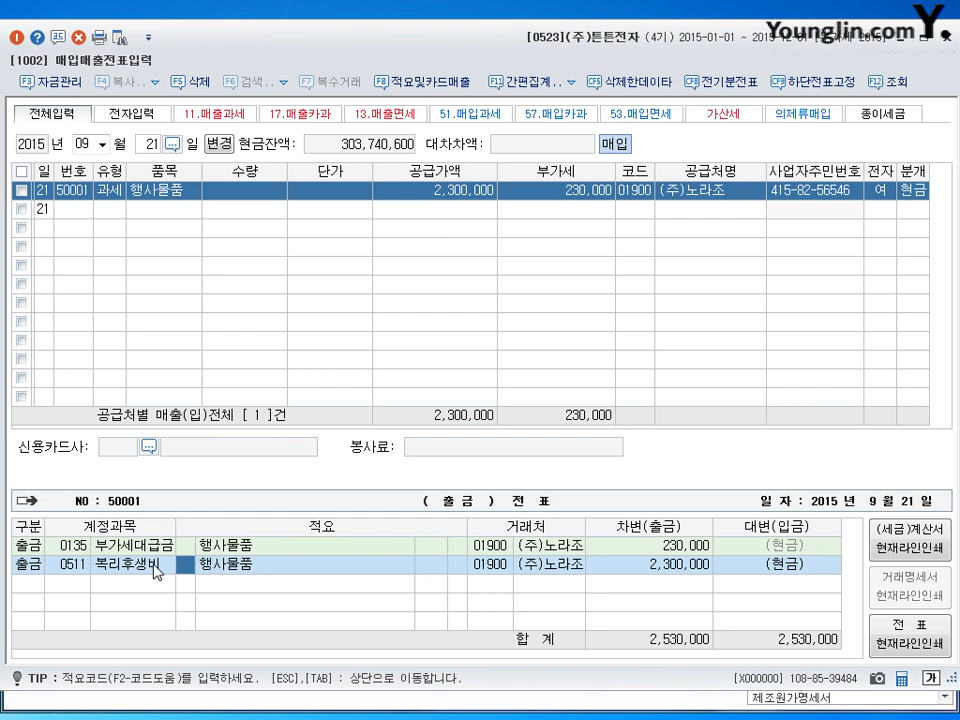 Younglin.com Y.
[0523](주)튼튼전자 (4기) 2015-01-01 ~
[1002] 매입매출전표입력
F3 자금관리 F4 복사.. F5 삭제 F6 검색.. F7 복수거래 F8 적요및카드매출 F11 간편집계.. CF5 삭제한데이타 CF8 전기분전표 CF9 하단전표고정 F12 조회
전체입력 전자입력 11.매출과세 17.매출카과 13.매출면세 51.매입과세 57.매입카과 53.매입면세 가산세 의제류매입 종이세금
2015 년 09 월 21 일 변경 현금잔액: 303,740,600 대차차액: 매입
일 번호 유형 품목 수량 단가 공급가액 부가세 코드 공급처명 사업자주민번호 전자 분개
21 50001 과세 행사물품 2,300,000 230,000 01900 (주)노라조 415-82-56546 여 현금
21
공급처별 매출(입)전체 [ 1 ]건 2,300,000 230,000
신용카드사: 봉사료:
NO : 50001 ( 출 금 ) 전 표 일 자 : 2015 년 9 월 21 일
구분 계정과목 적요 거래처 차변(출금) 대변(입금)
출금 0135 부가세대급금 행사물품 01900 (주)노라조 230,000 (현금)
출금 0511 복리후생비 행사물품 01900 (주)노라조 2,300,000 (현금)
합 계 2,530,000 2,530,000
(세금)계산서
현재라인인쇄
거래명세서
현재라인인쇄
전 표
현재라인인쇄
TIP : 적요코드(F2-코드도움)를 입력하세요. [ESC],[TAB] : 상단으로 이동합니다. [X000000] 108-85-39484 가
제조원가명세서